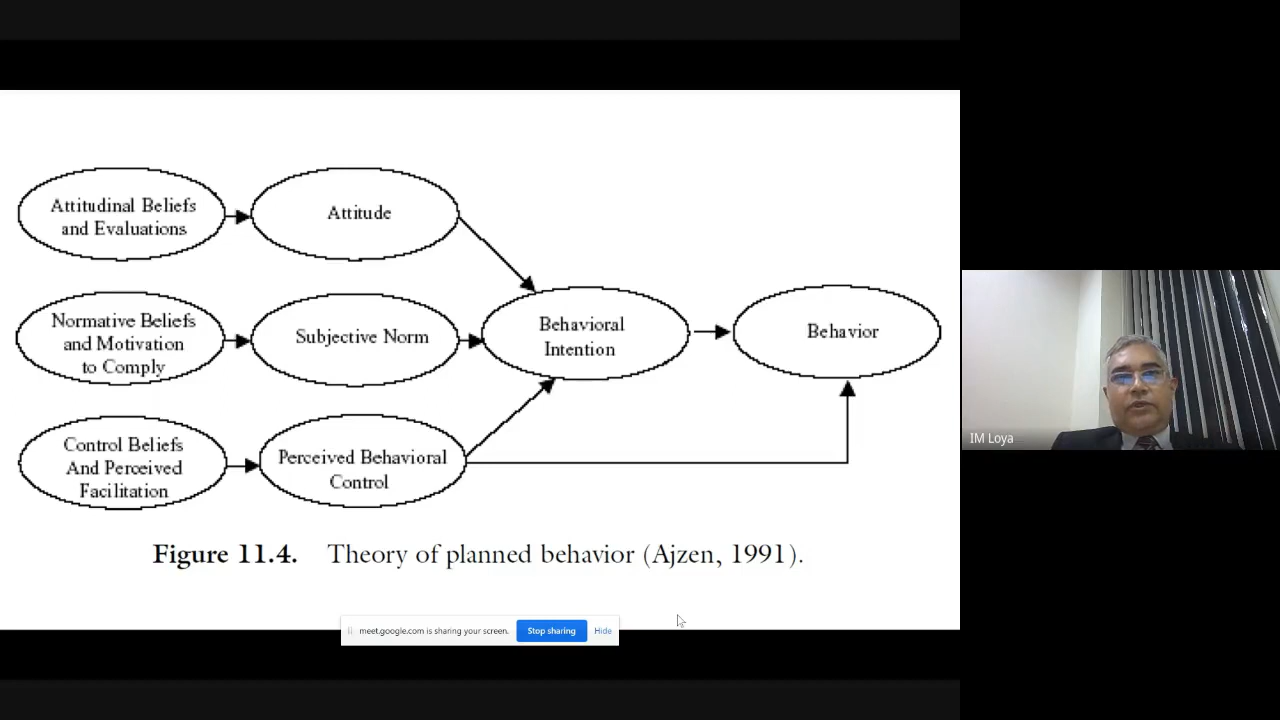 Attitudinal Beliefs
and Evaluations
Attitude
Normative Beliefs
and Motivation
to Comply
Subjective Norm
Behavioral
Intention
Behavior
Control Beliefs
And Perceived
Facilitation
Perceived Behavioral
Control
Figure 11.4. Theory of planned behavior (Ajzen, 1991).
meet.google.com is sharing your screen. Stop sharing Hide
IM Loya